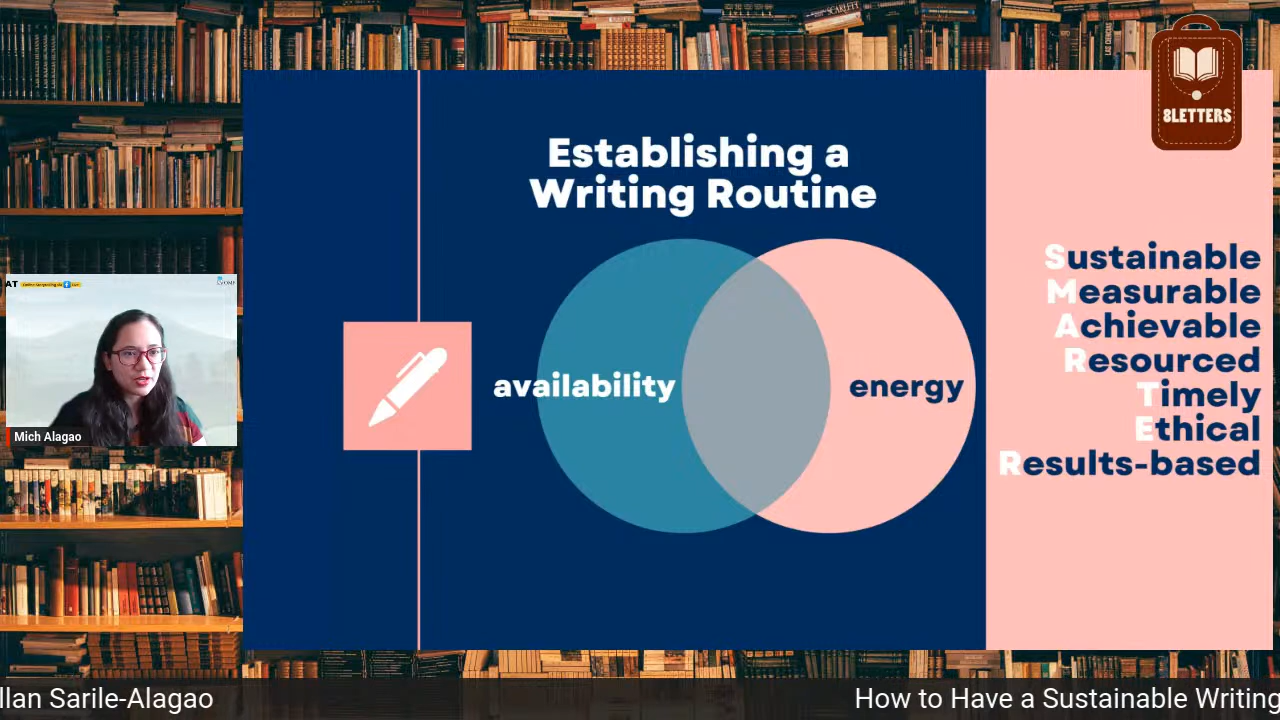 8LETTERS
Establishing a
Writing Routine
availability
energy
Sustainable
Measurable
Achievable
Resourced
Timely
Ethical
Results-based
AT
Mich Alagao
llan Sarile-Alagao
How to Have a Sustainable Writing